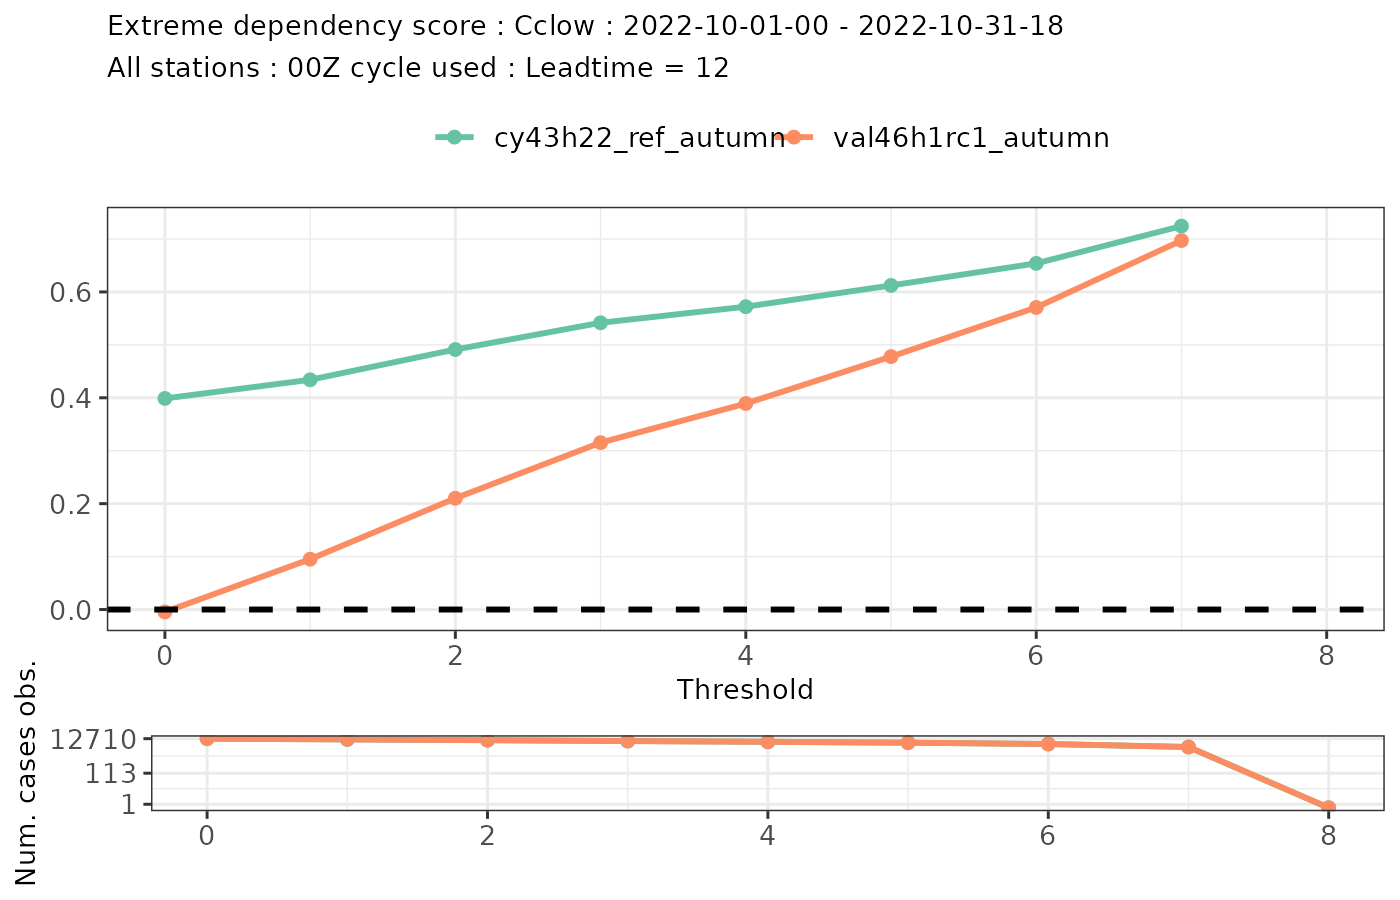 Extreme dependency score : Cclow : 2022-10-01-00 - 2022-10-31-18
All stations : 00Z cycle used : Leadtime = 12
cy43h22_ref_autumn val46h1rc1_autumn
0.6
0.4
0.2
0.0
0 2 4 6 8
Threshold
Num. cases obs.
12710
113
1
0 2 4 6 8